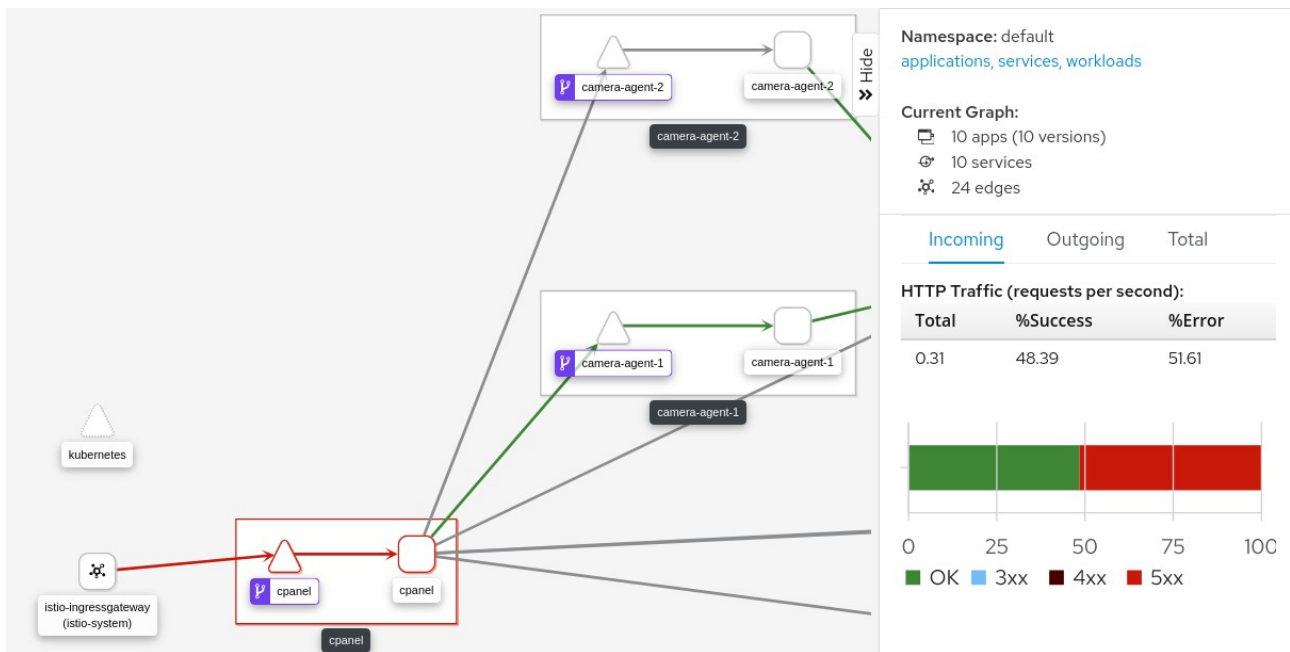 camera-agent-2
camera-agent-2
camera-agent-2
camera-agent-1
camera-agent-1
camera-agent-1
kubernetes
istio-ingressgateway
(istio-system)
cpanel
cpanel
cpanel
Hide
Namespace: default
applications, services, workloads
Current Graph:
10 apps (10 versions)
10 services
24 edges
Incoming Outgoing Total
HTTP Traffic (requests per second):
Total %Success %Error
0.31 48.39 51.61
0 25 50 75 100
OK 3xx 4xx 5xx